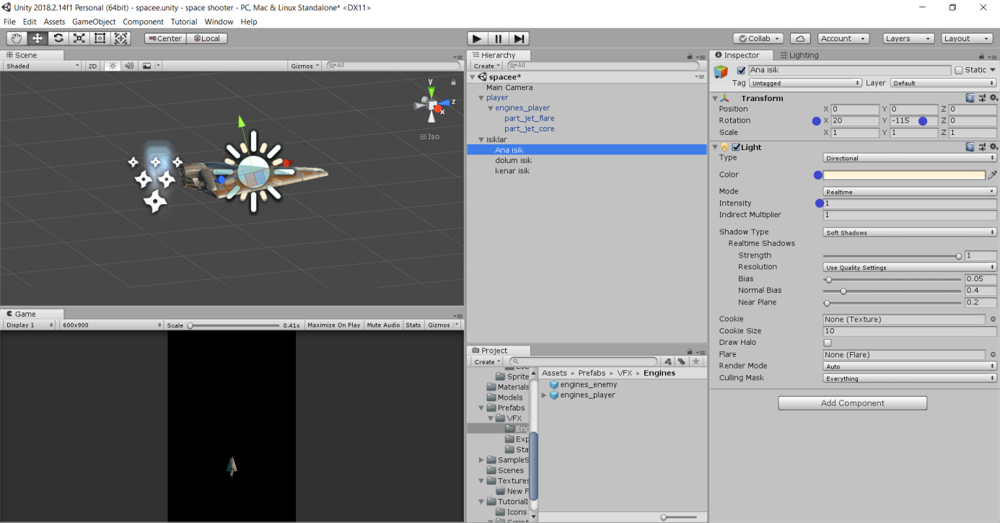 Unity 2018.2.14f1 Personal (64bit) - spacee.unity - space shooter - PC, Mac & Linux Standalone* <DX11>
File Edit Assets GameObject Component Tutorial Window Help
Center Local Collab Account Layers Layout
Scene
Shaded 2D Gizmos All
y
z
x
Iso
Game
Display 1 600x900 Scale 0.41x Maximize On Play Mute Audio Stats Gizmos
Hierarchy
Create All
spacee*
Main Camera
player
engines_player
part_jet_flare
part_jet_core
isiklar
Ana isik
dolum isik
kenar isik
Project
Create
Sprite
Materials
Models
Prefabs
VFX
Eng
Exp
Sta
SampleS
Scenes
Textures
New F
TutorialI
Icons
Script
Assets Prefabs VFX Engines
engines_enemy
engines_player
Inspector Lighting
Ana isik Static
Tag Untagged Layer Default
Transform
Position X 0 Y 0 Z 0
Rotation X 20 Y -115 Z 0
Scale X 1 Y 1 Z 1
Light
Type Directional
Color
Mode Realtime
Intensity 1
Indirect Multiplier 1
Shadow Type Soft Shadows
Realtime Shadows
Strength 1
Resolution Use Quality Settings
Bias 0.05
Normal Bias 0.4
Near Plane 0.2
Cookie None (Texture)
Cookie Size 10
Draw Halo
Flare None (Flare)
Render Mode Auto
Culling Mask Everything
Add Component